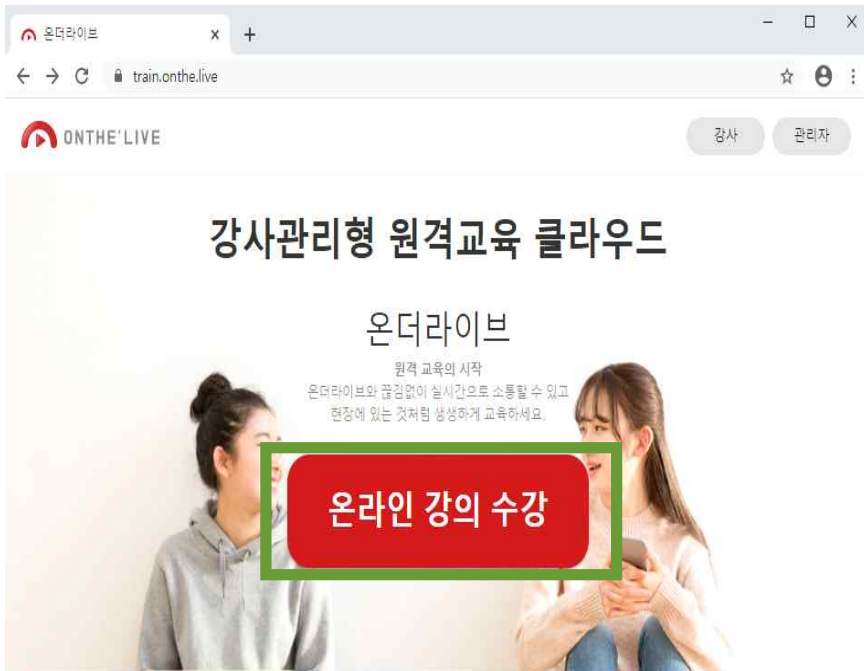 온더라이브
train.onthe.live
ONTHE'LIVE
강사
관리자
강사관리형 원격교육 클라우드
온더라이브
원격 교육의 시작
온더라이브와 끊김없이 실시간으로 소통할 수 있고
현장에 있는 것처럼 생생하게 교육하세요.
온라인 강의 수강